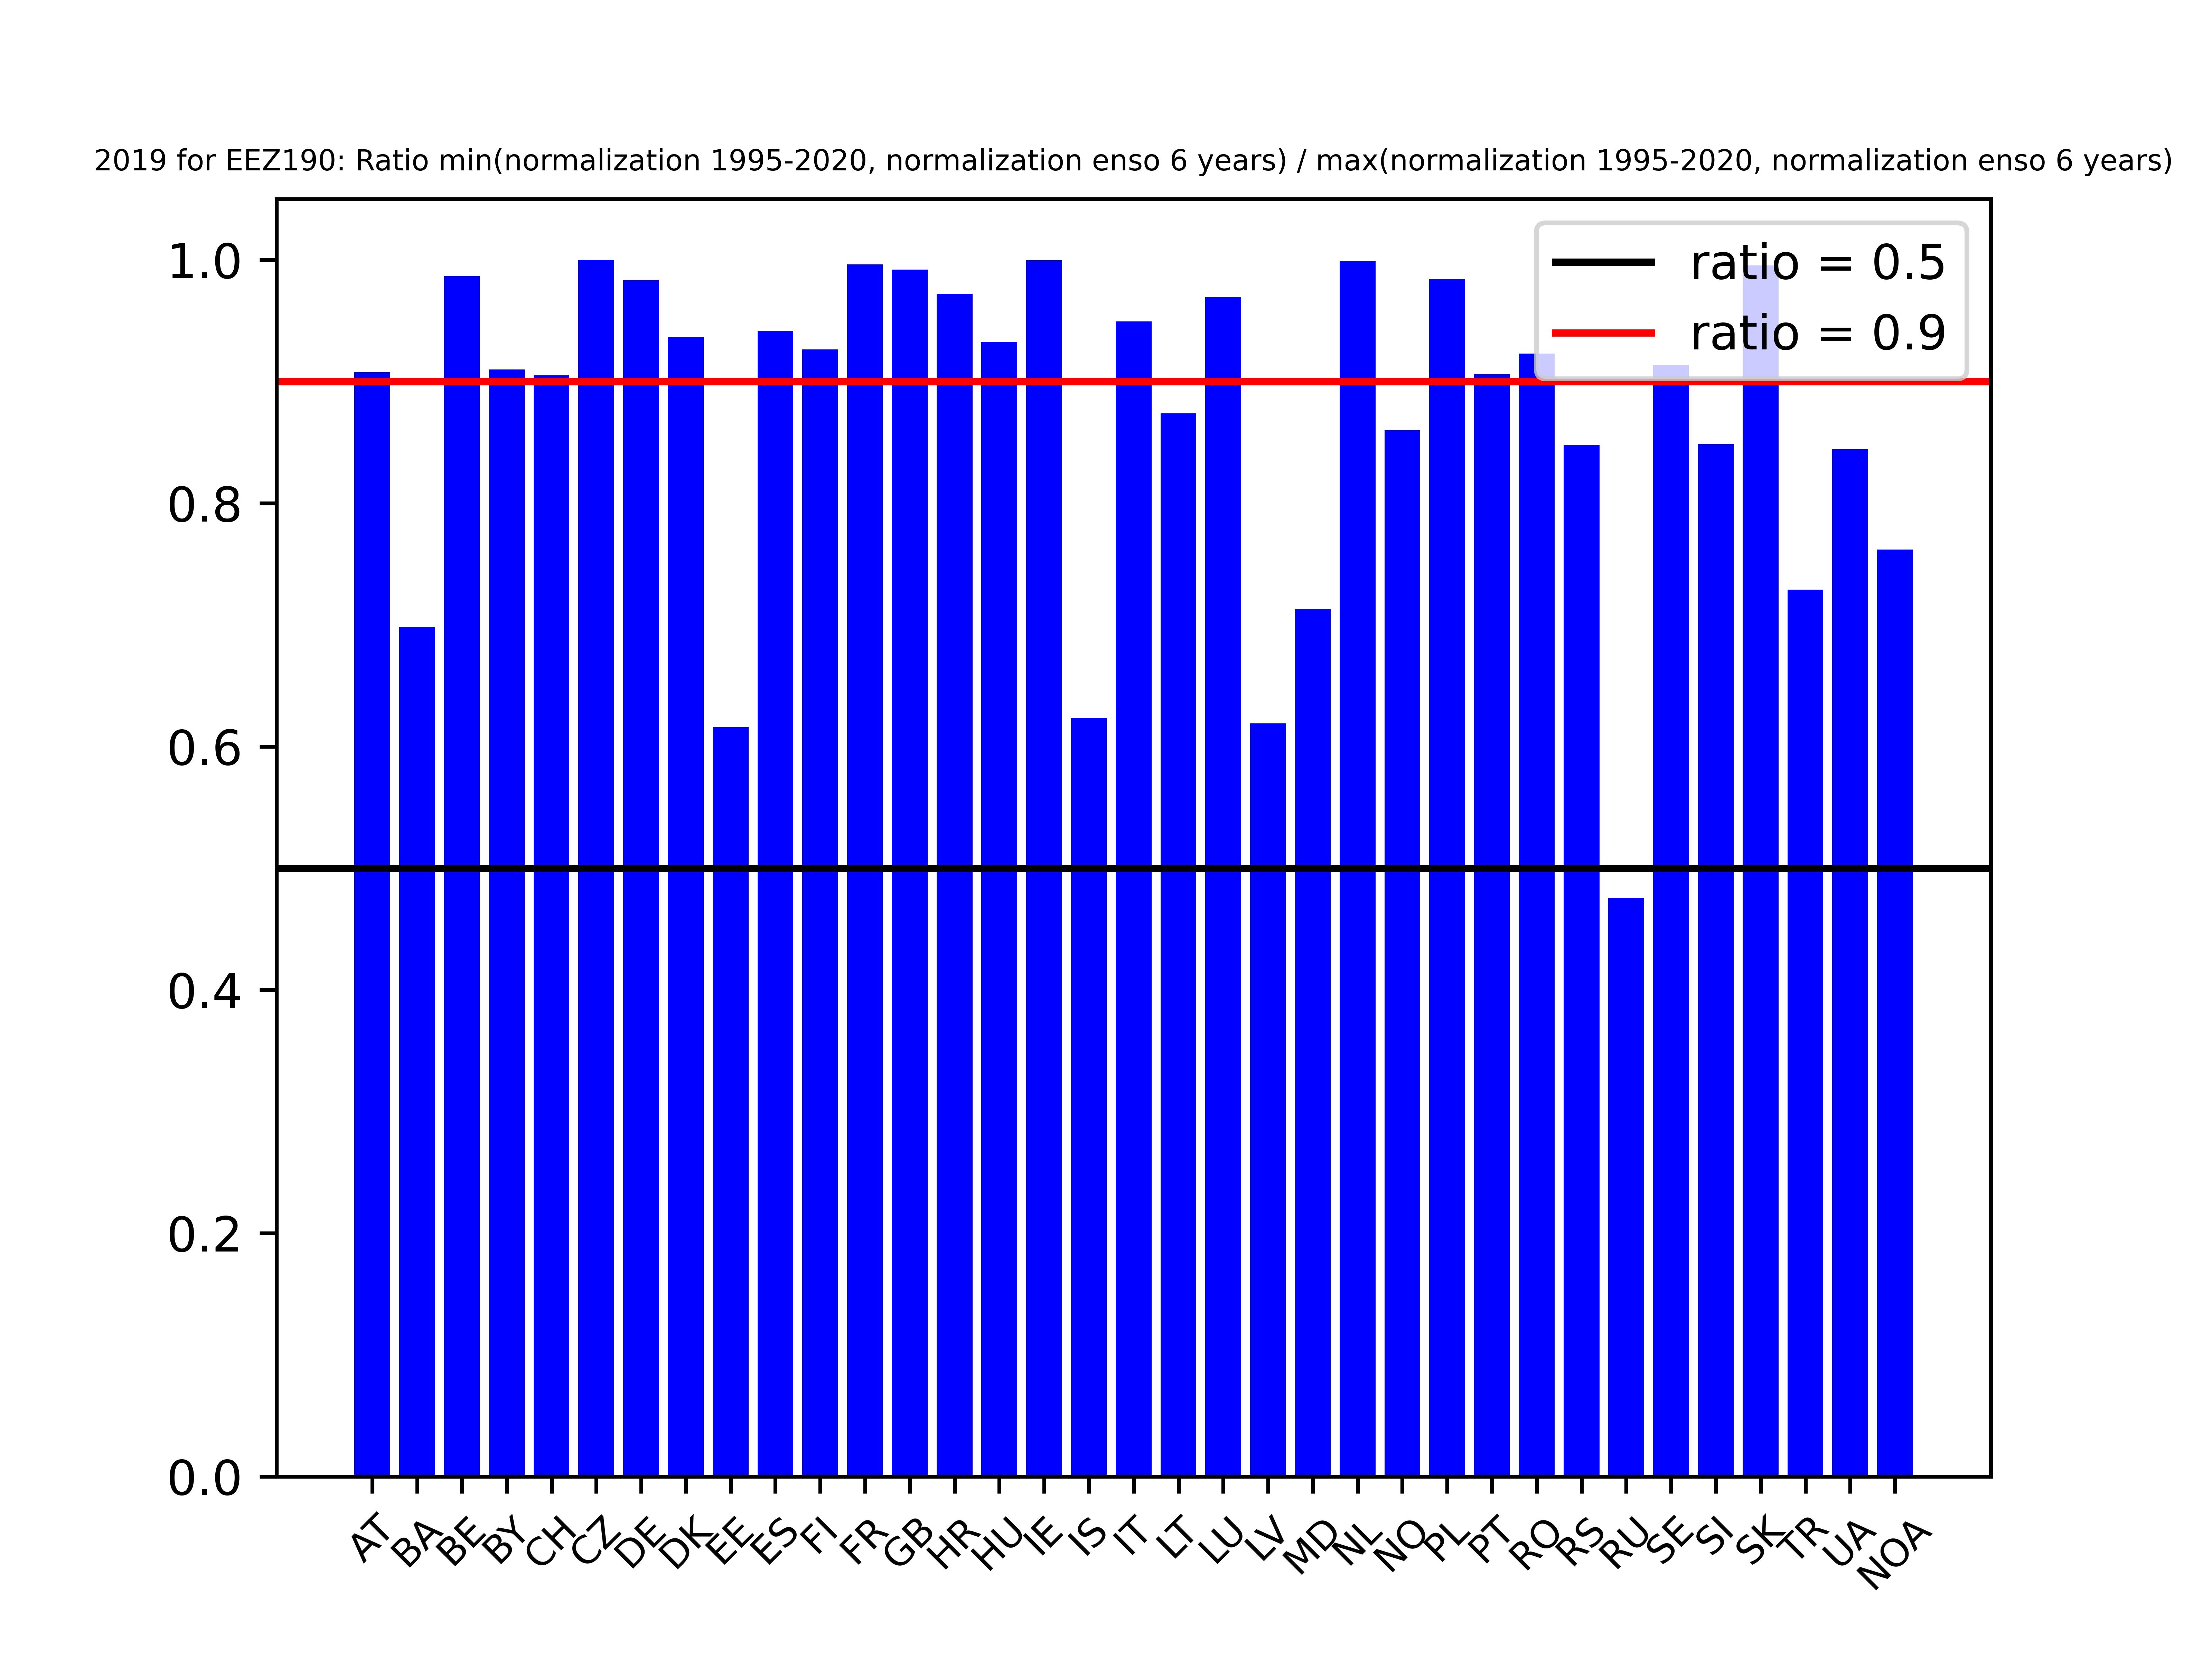 2019 for EEZ190: Ratio min(normalization 1995-2020, normalization enso 6 years) / max(normalization 1995-2020, normalization enso 6 years)
ratio = 0.5
ratio = 0.9
1.0
0.8
0.6
0.4
0.2
0.0
AT BA BE BY CH CZ DE DK EE ES FI FR GB HR HU IE IS IT LT LU LV MD NL NO PL PT RO RS RU SE SI SK TR UA NOA